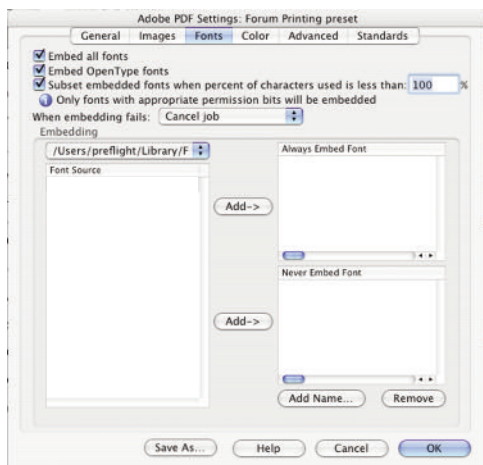 Adobe PDF Settings: Forum Printing preset
General Images Fonts Color Advanced Standards
Embed all fonts
Embed OpenType fonts
Subset embedded fonts when percent of characters used is less than: 100 %
Only fonts with appropriate permission bits will be embedded
When embedding fails: Cancel job
Embedding
/Users/preflight/Library/F
Font Source
Add->
Always Embed Font
Add->
Never Embed Font
Add Name... Remove
Save As... Help Cancel OK